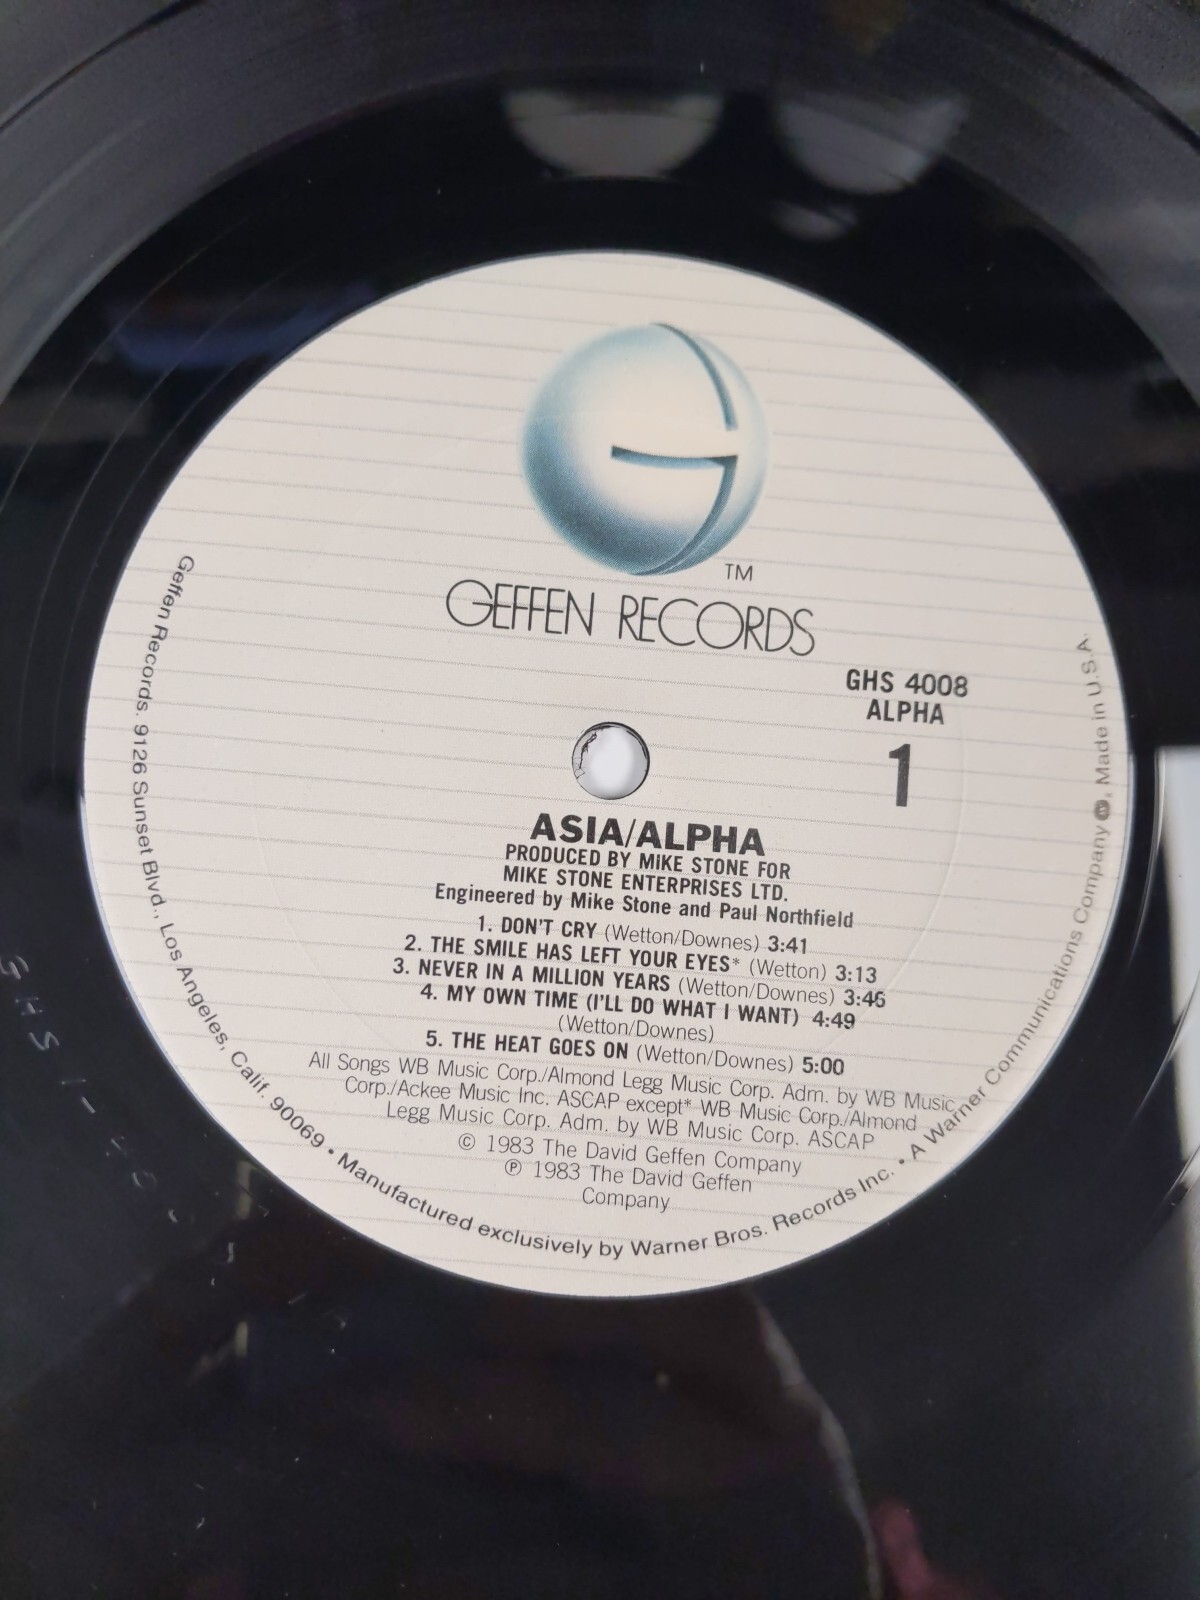 TM
GEFFEN RECORDS
GHS 4008
ALPHA
1
ASIA/ALPHA
PRODUCED BY MIKE STONE FOR
MIKE STONE ENTERPRISES LTD.
Engineered by Mike Stone and Paul Northfield
1. DON'T CRY (Wetton/Downes) 3:41
2. THE SMILE HAS LEFT YOUR EYES* (Wetton) 3:13
3. NEVER IN A MILLION YEARS (Wetton/Downes) 3:46
4. MY OWN TIME (I'LL DO WHAT I WANT) 4:49
(Wetton/Downes)
5. THE HEAT GOES ON (Wetton/Downes) 5:00
All Songs WB Music Corp./Almond Legg Music Corp. Adm. by WB Music
Corp./Ackee Music Inc. ASCAP except* WB Music Corp./Almond
Legg Music Corp. Adm. by WB Music Corp. ASCAP
© 1983 The David Geffen Company
℗ 1983 The David Geffen
Company
Geffen Records. 9126 Sunset Blvd., Los Angeles, Calif. 90069 • Manufactured exclusively by Warner Bros. Records Inc. • A Warner Communications Company, Made in U.S.A.
GHS 1-